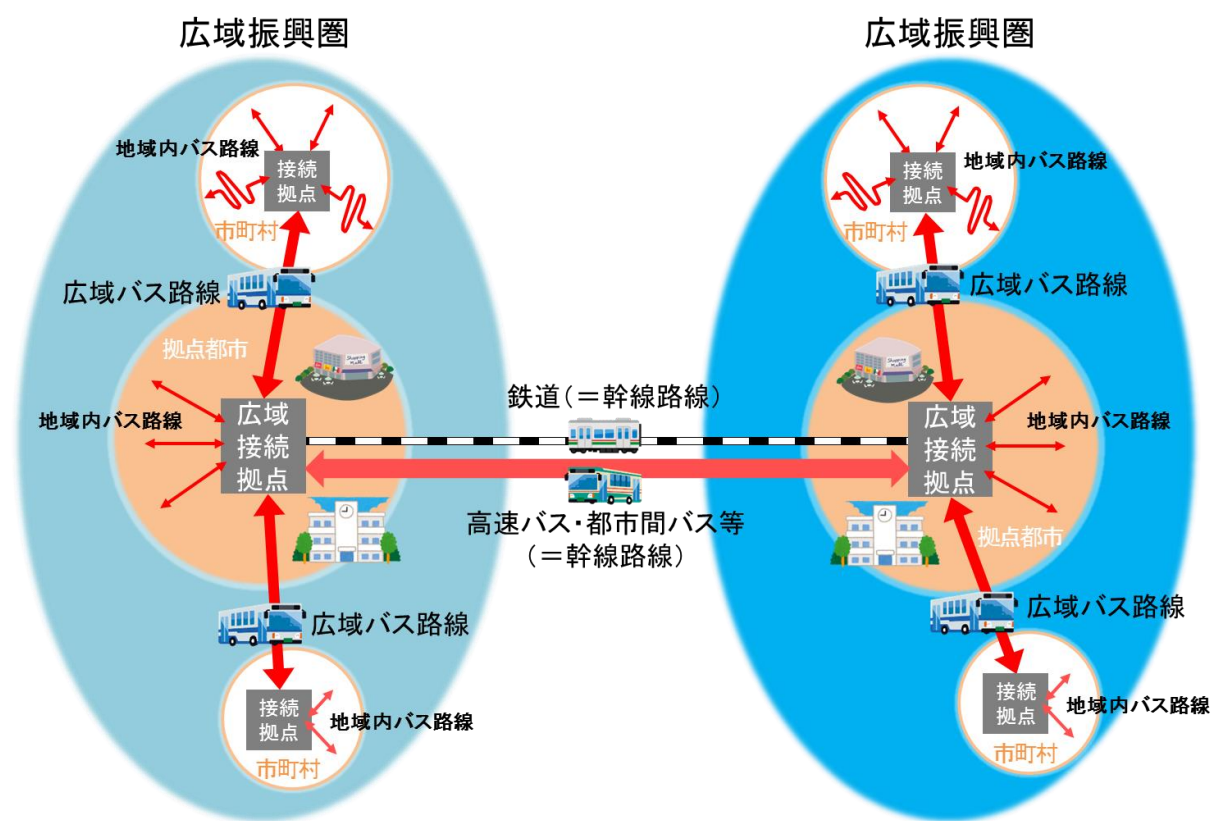 広域振興圏
地域内バス路線
接続
拠点
市町村
広域バス路線
拠点都市
Shopping
Mall
地域内バス路線
広域
接続
拠点
広域バス路線
接続
拠点
地域内バス路線
市町村
鉄道(＝幹線路線)
高速バス・都市間バス等
(＝幹線路線)
広域振興圏
地域内バス路線
接続
拠点
市町村
広域バス路線
Shopping
Mall
広域
接続
拠点
地域内バス路線
拠点都市
広域バス路線
接続
拠点
地域内バス路線
市町村